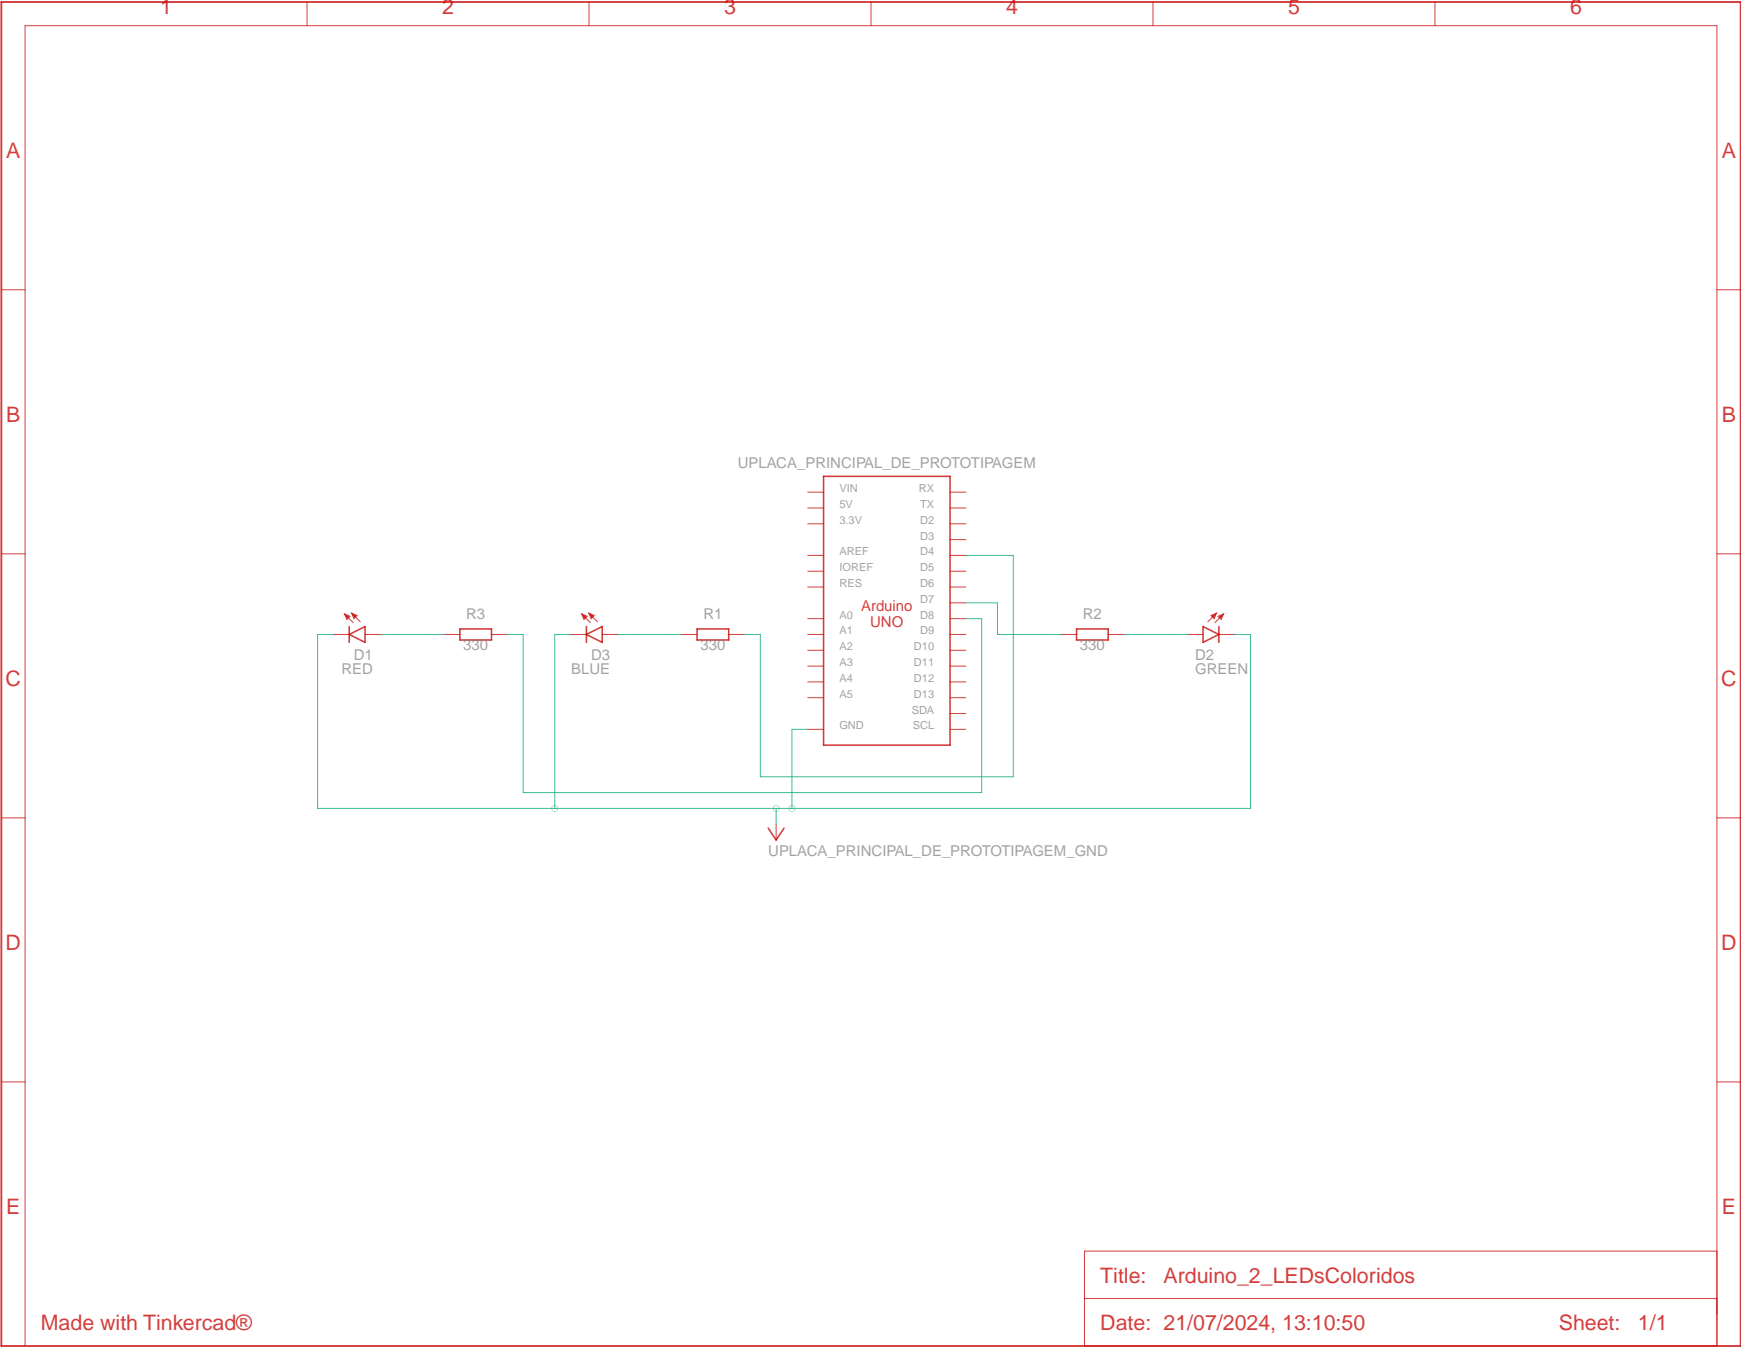 1 2 3 4 5 6
A A
B B
UPLACA_PRINCIPAL_DE_PROTOTIPAGEM
VIN RX
5V TX
3.3V D2
D3
AREF D4
IOREF D5
RES D6
D7
Arduino
UNO
A0 D8
A1 D9
A2 D10
A3 D11
A4 D12
A5 D13
SDA
GND SCL
R3
330
D1
RED
R1
330
D3
BLUE
R2
330
D2
GREEN
C C
UPLACA_PRINCIPAL_DE_PROTOTIPAGEM_GND
D D
E E
Title: Arduino_2_LEDsColoridos
Date: 21/07/2024, 13:10:50 Sheet: 1/1
Made with Tinkercad®